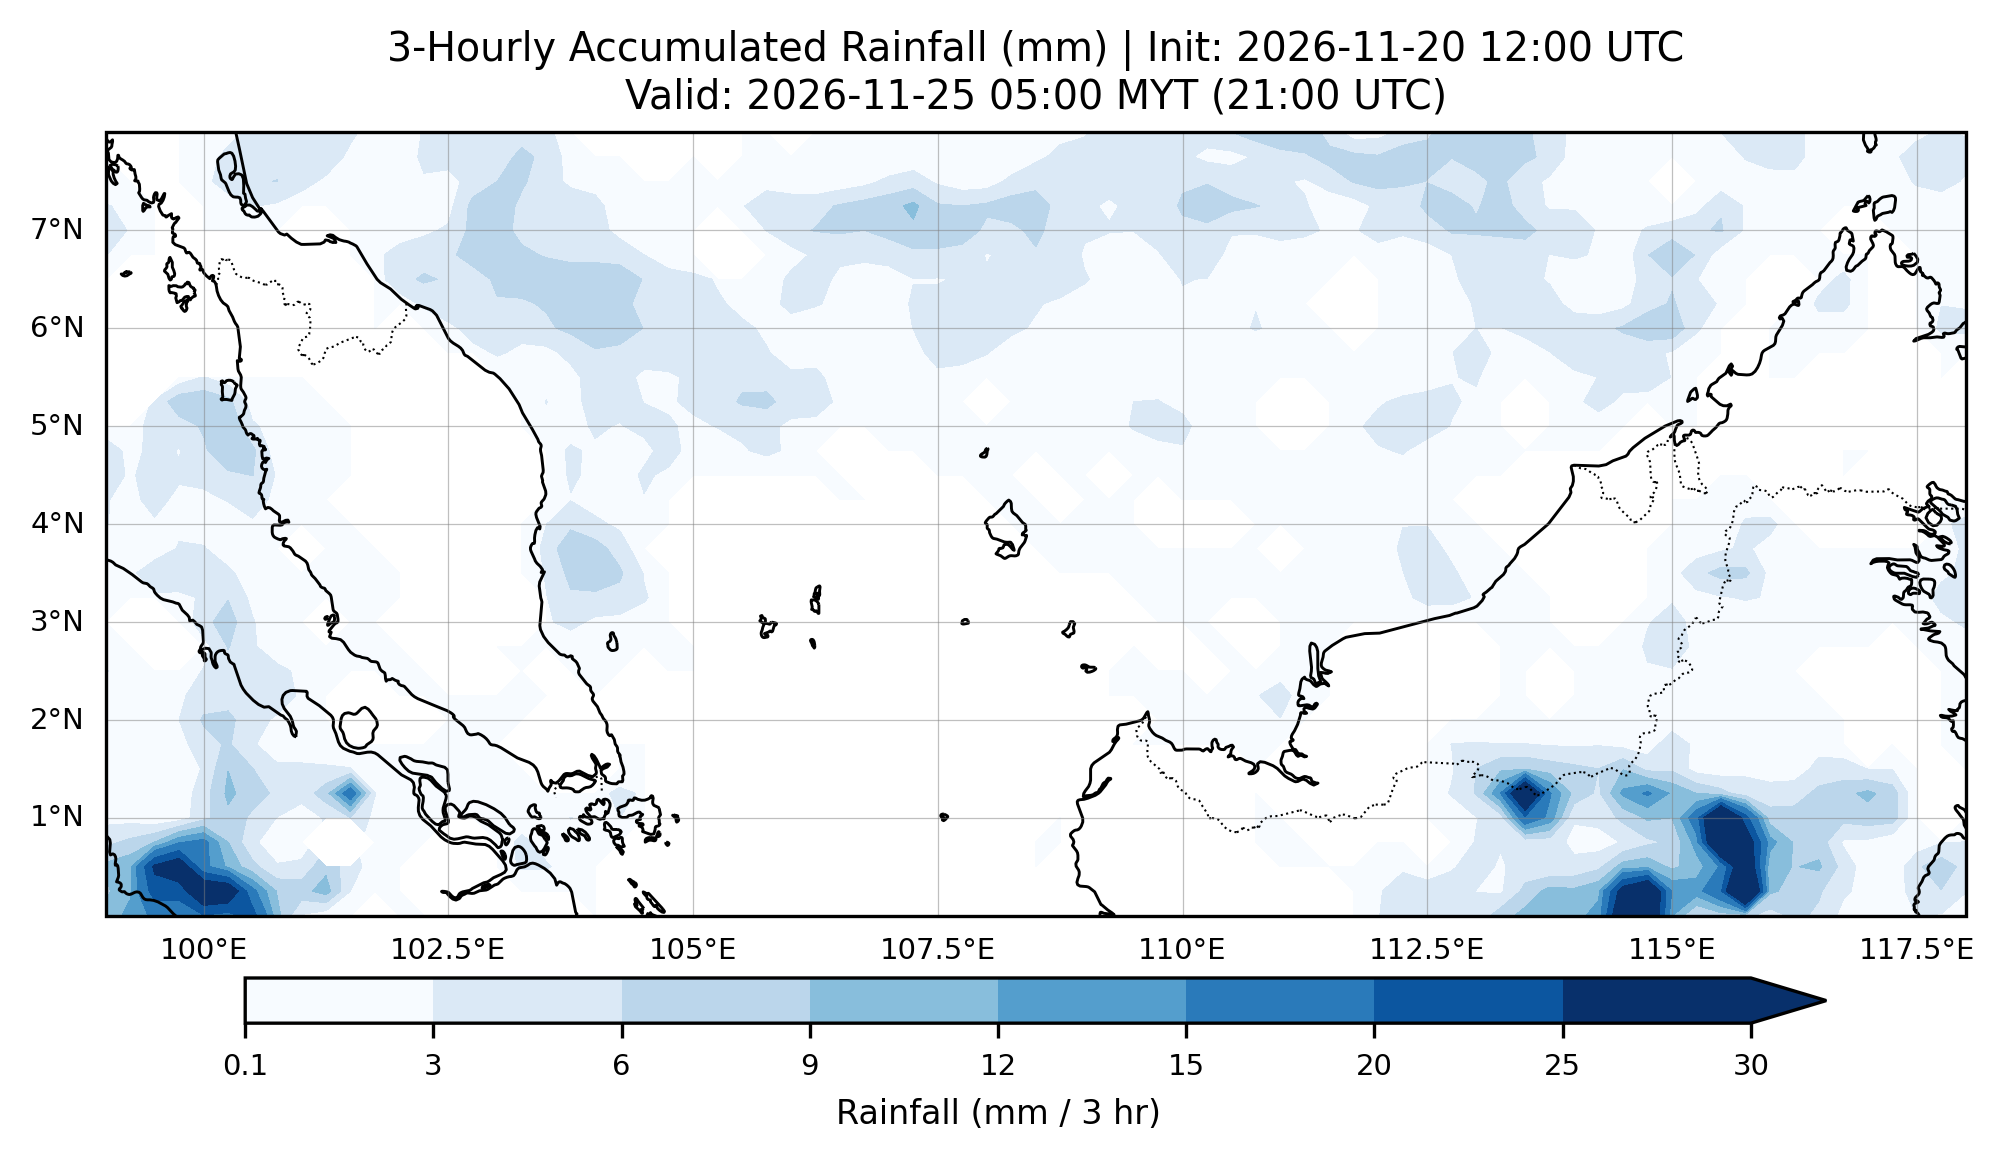 3-Hourly Accumulated Rainfall (mm) | Init: 2026-11-20 12:00 UTC
Valid: 2026-11-25 05:00 MYT (21:00 UTC)
7°N
6°N
5°N
4°N
3°N
2°N
1°N
100°E 102.5°E 105°E 107.5°E 110°E 112.5°E 115°E 117.5°E
0.1 3 6 9 12 15 20 25 30
Rainfall (mm / 3 hr)